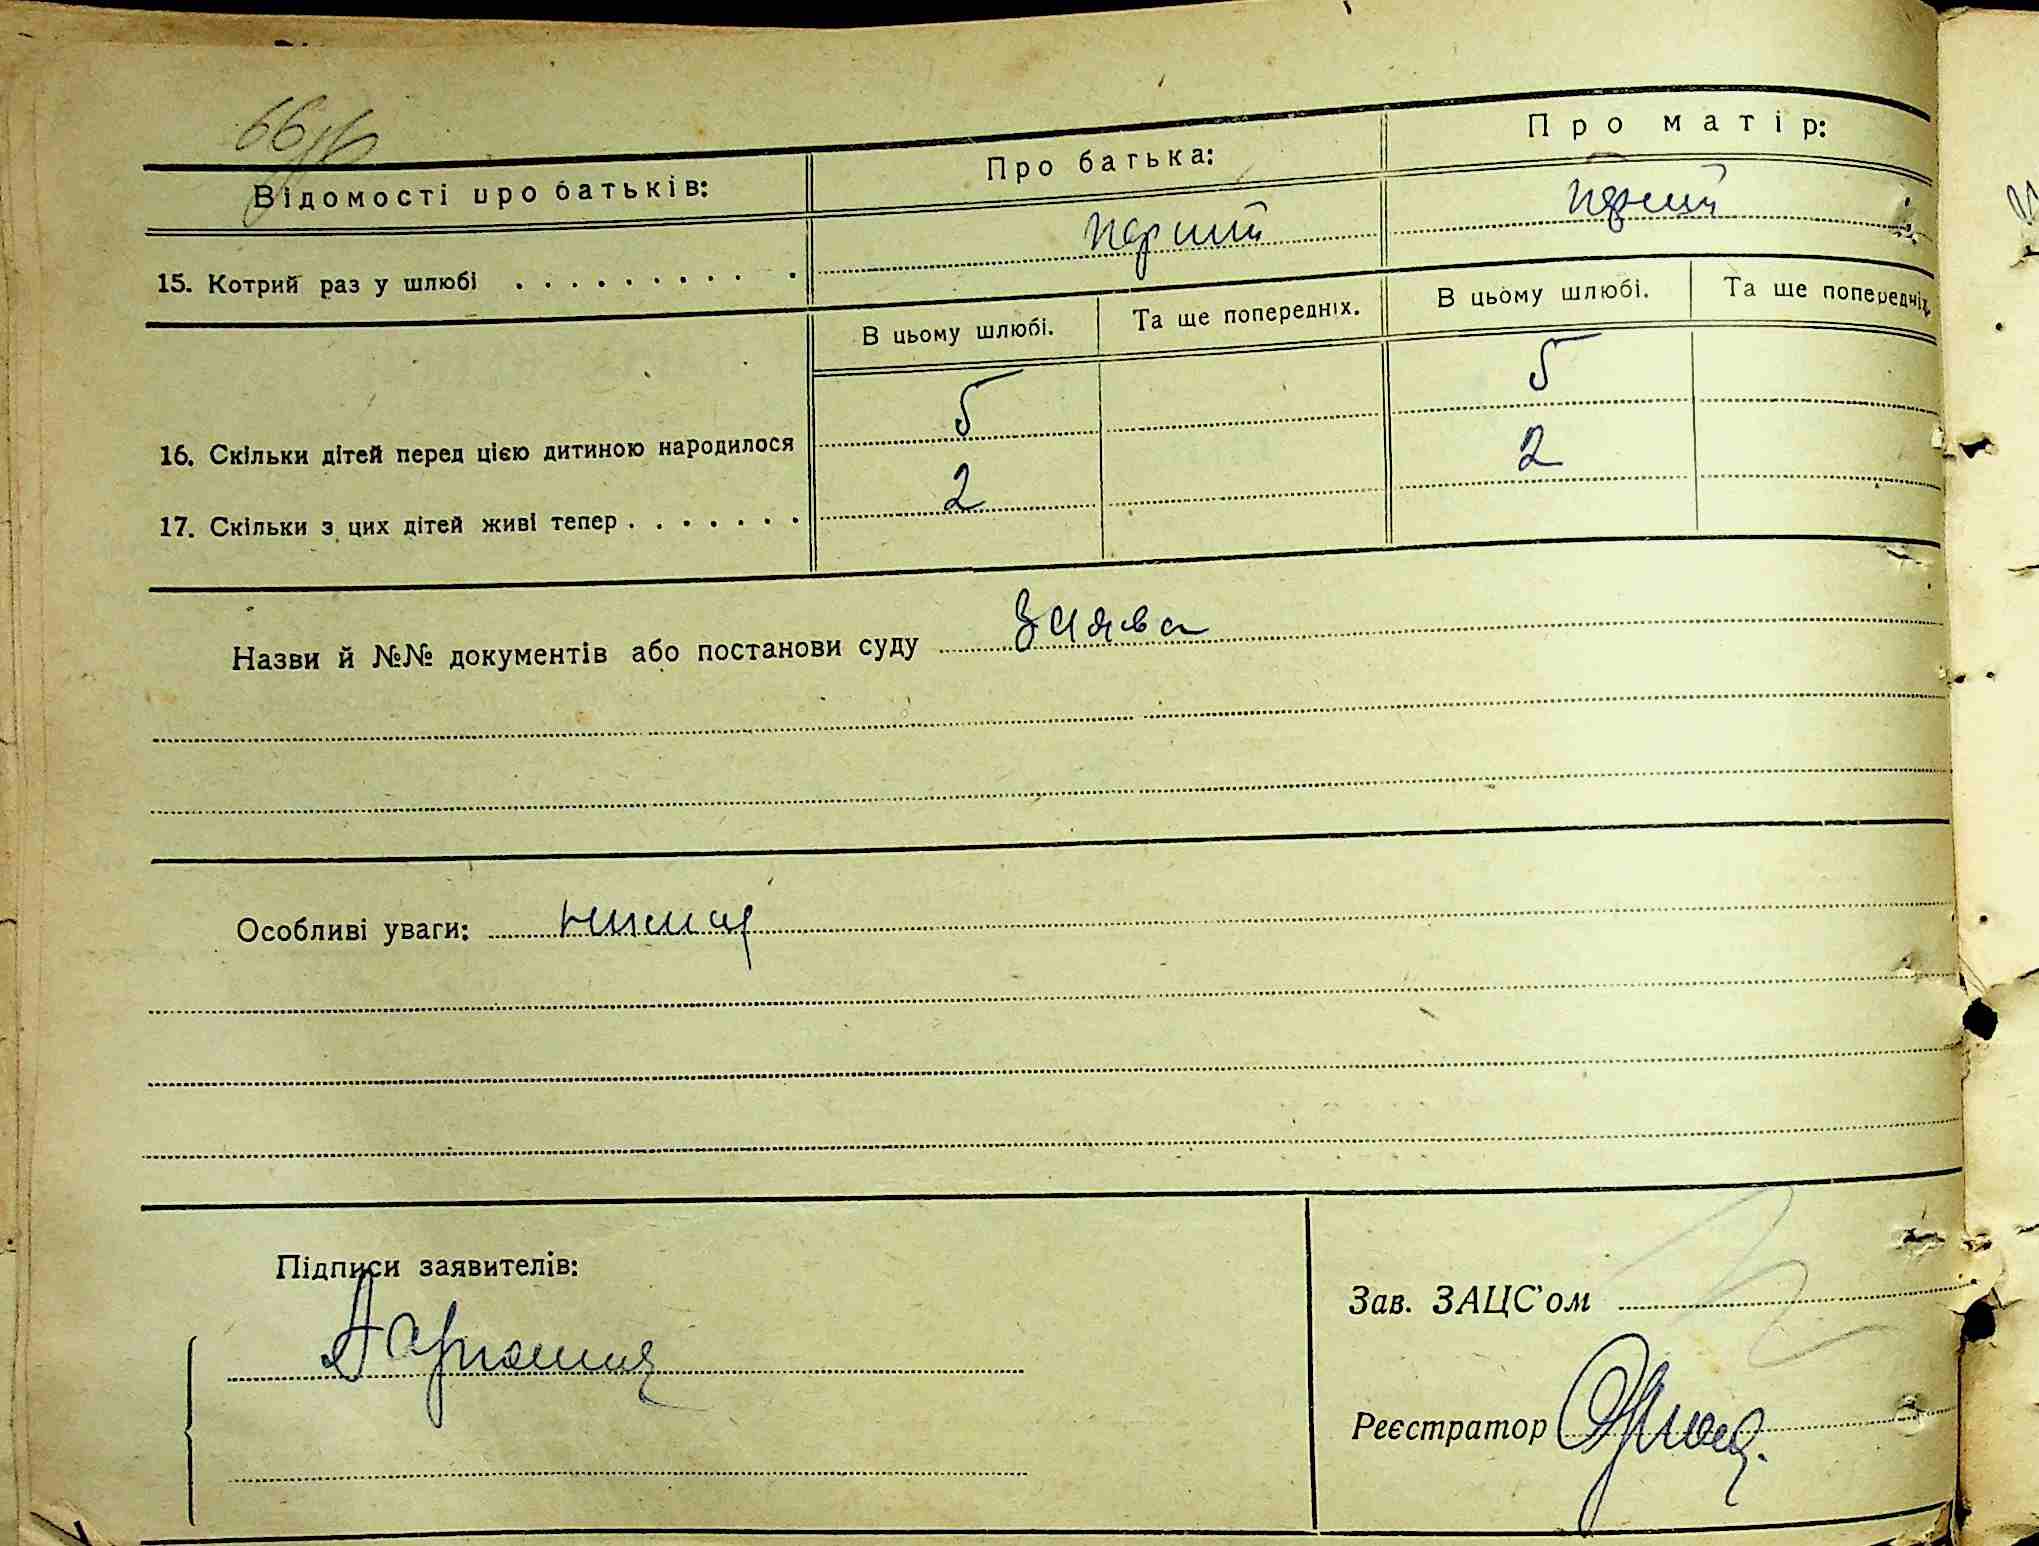 Відомості про батьків: Про батька: Про матір:
15. Котрий раз у шлюбі . . . . . . . . . . . перший перший
В цьому шлюбі. Та ще попередніх. В цьому шлюбі. Та ще попередніх.
16. Скільки дітей перед цією дитиною народилося 5 5
17. Скільки з цих дітей живі тепер . . . . . . . 2 2
Назви й №№ документів або постанови суду заява
Особливі уваги: немає
Підписи заявителів:
Зав. ЗАЦС'ом
Реєстратор